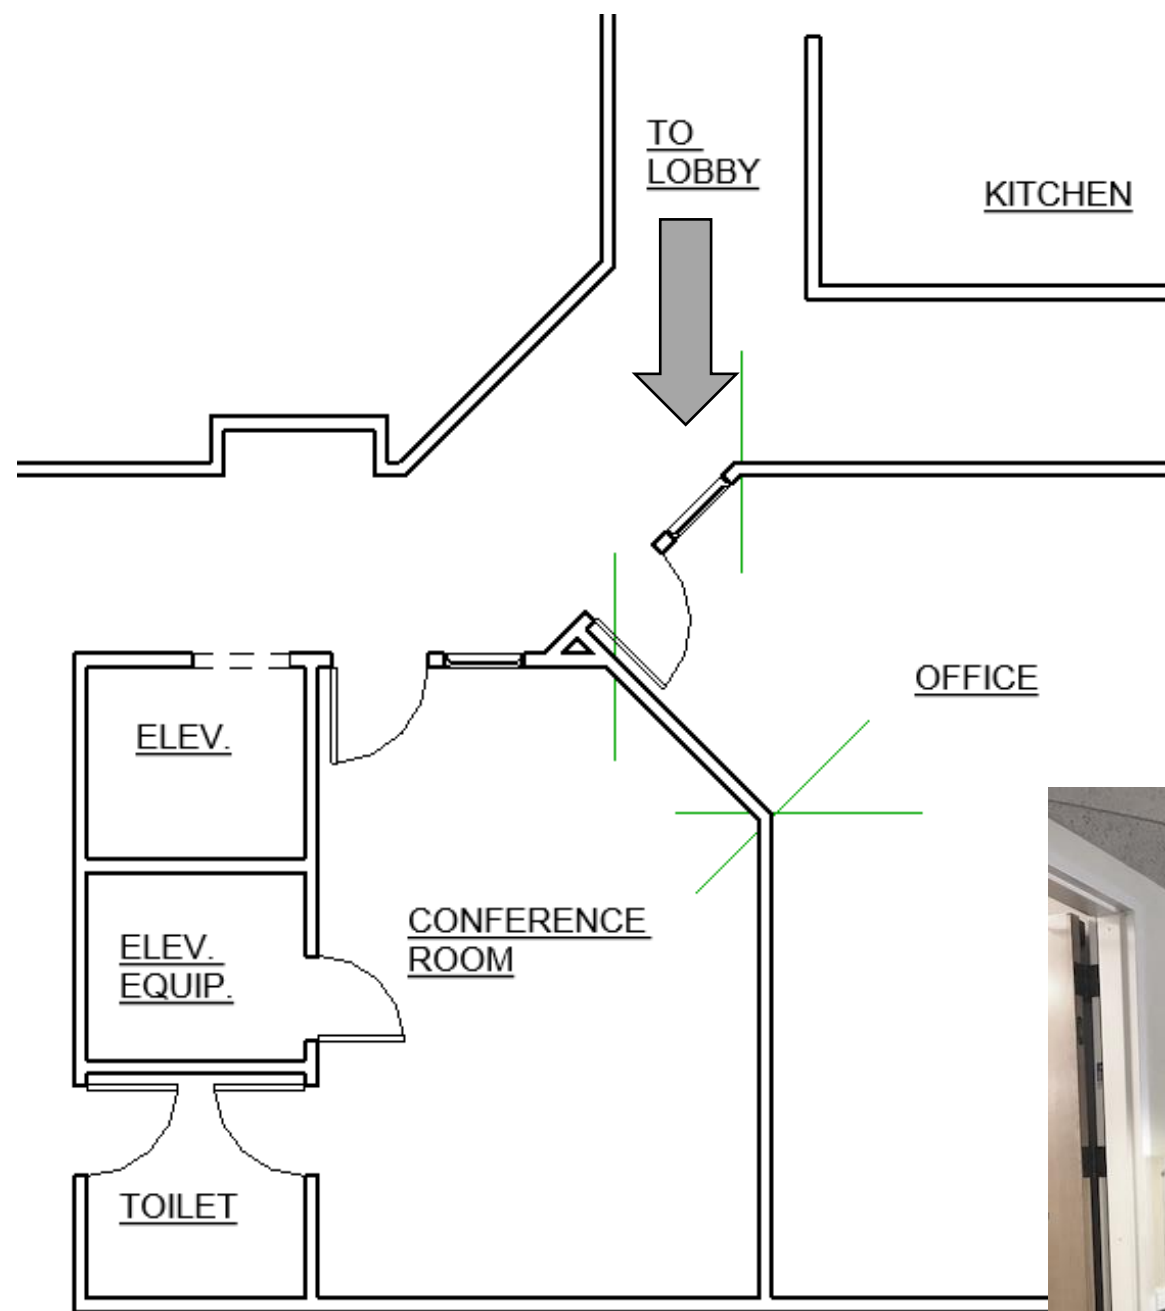 TO
LOBBY
KITCHEN
OFFICE
ELEV.
CONFERENCE
ROOM
ELEV.
EQUIP.
TOILET